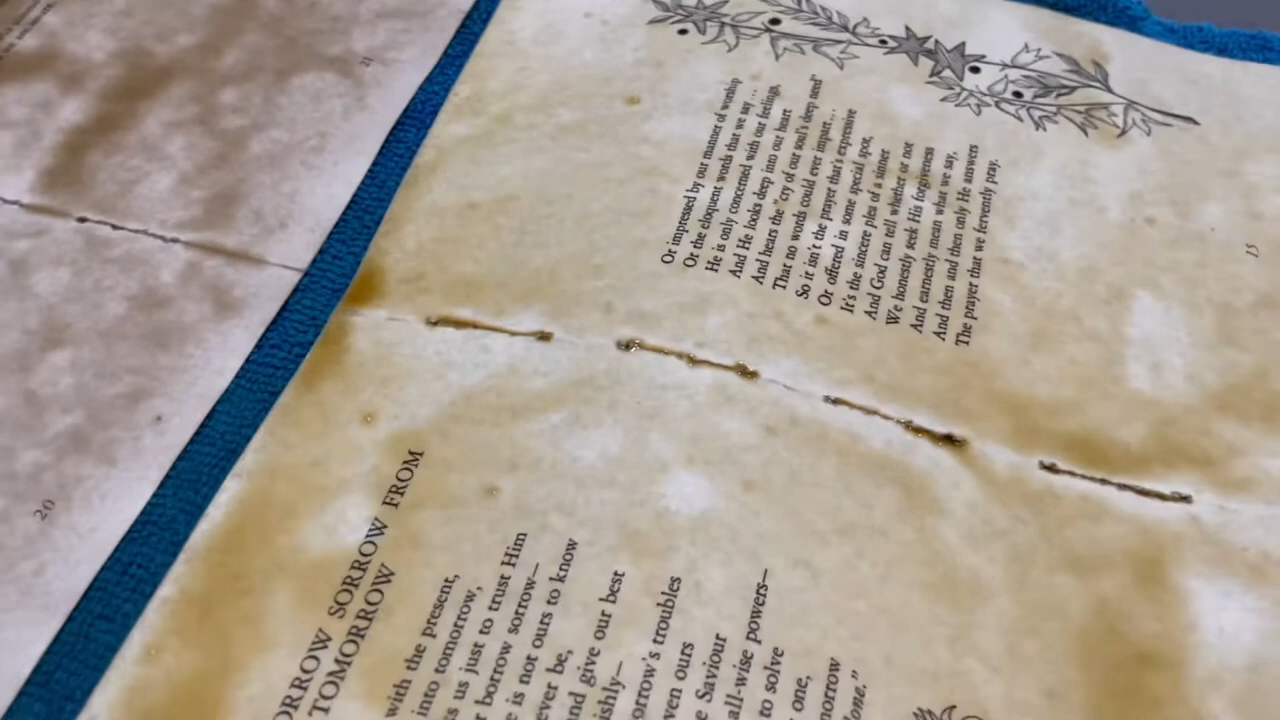 21
20
Or impressed by our manner of worship
Or the eloquent words that we say...
He is only concerned with our feelings,
And He looks deep into our heart
And hears the "cry of our soul's deep need"
That no words could ever impart...
So it isn't the prayer that's expressive
Or offered in some special spot,
It's the sincere plea of a sinner
And God can tell whether or not
We honestly seek His forgiveness
And earnestly mean what we say,
And then and then only He answers
The prayer that we fervently pray.
15
ORROW SORROW FROM
TOMORROW
with the present,
into tomorrow,
us just to trust Him
borrow sorrow—
is not ours to know
ever be,
and give our best
ishly—
orrow's troubles
ven ours
Saviour
all-wise powers—
to solve
one,
morrow
done."